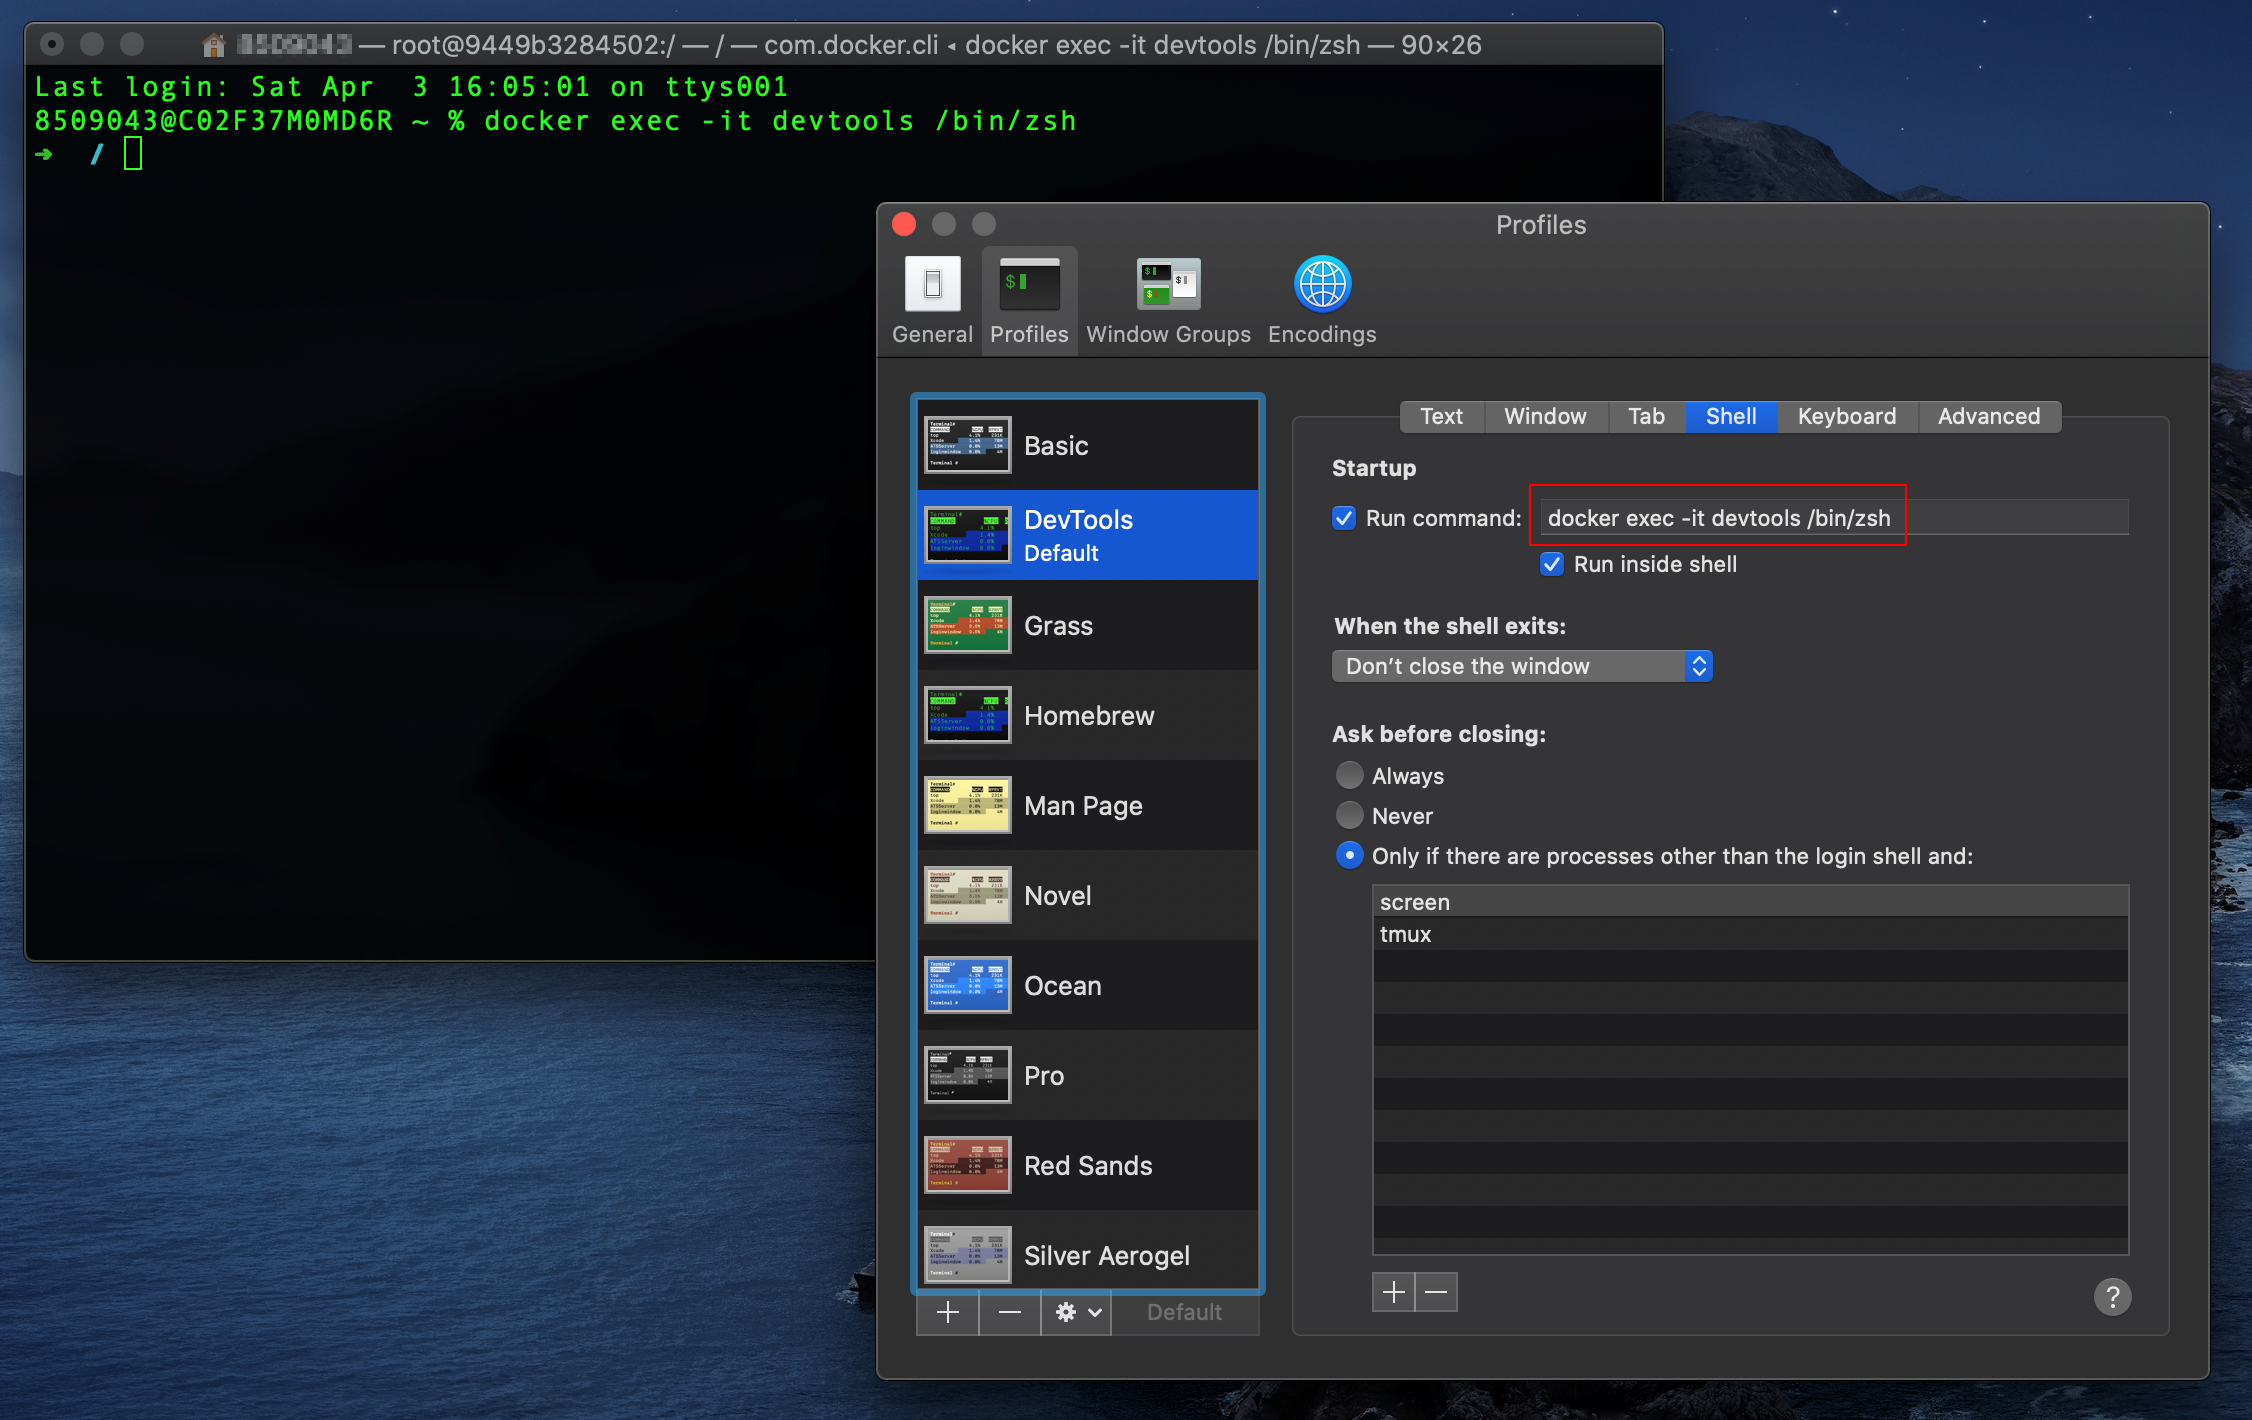 — root@9449b3284502:/ — / — com.docker.cli ◂ docker exec -it devtools /bin/zsh — 90×26
Last login: Sat Apr  3 16:05:01 on ttys001
8509043@C02F37M0MD6R ~ % docker exec -it devtools /bin/zsh
➜  /
Profiles
General
Profiles
Window Groups
Encodings
Basic
DevTools
Default
Grass
Homebrew
Man Page
Novel
Ocean
Pro
Red Sands
Silver Aerogel
Default
Text
Window
Tab
Shell
Keyboard
Advanced
Startup
Run command: docker exec -it devtools /bin/zsh
Run inside shell
When the shell exits:
Don’t close the window
Ask before closing:
Always
Never
Only if there are processes other than the login shell and:
screen
tmux
?